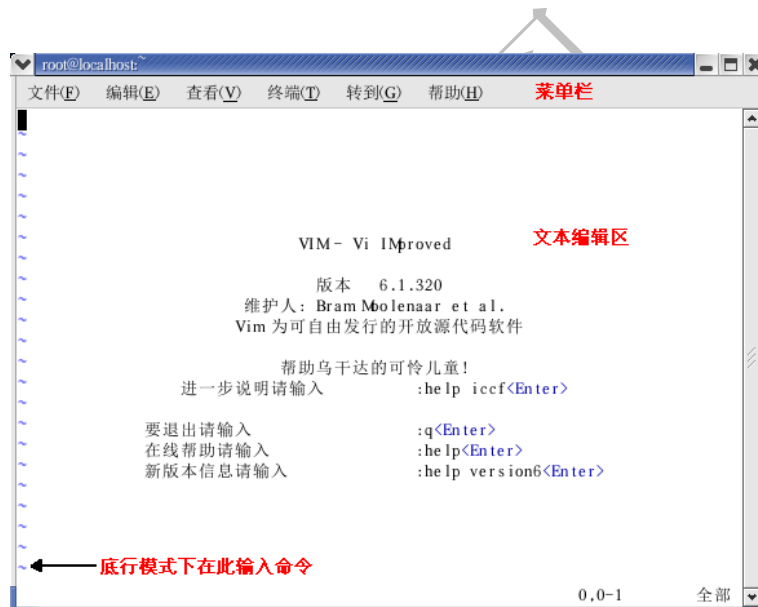 root@localhost:~
文件(F) 编辑(E) 查看(V) 终端(T) 转到(G) 帮助(H) 菜单栏
~
~
~
~
~
文本编辑区
~ VIM - Vi IMproved
~
~ 版本 6.1.320
~ 维护人: Bram Moolenaar et al.
~ Vim 为可自由发行的开放源代码软件
~
~ 帮助乌干达的可怜儿童!
~ 进一步说明请输入 :help iccf<Enter>
~
~ 要退出请输入 :q<Enter>
~ 在线帮助请输入 :help<Enter>
~ 新版本信息请输入 :help version6<Enter>
~
~
~
~
~ 底行模式下在此输入命令
0,0-1 全部